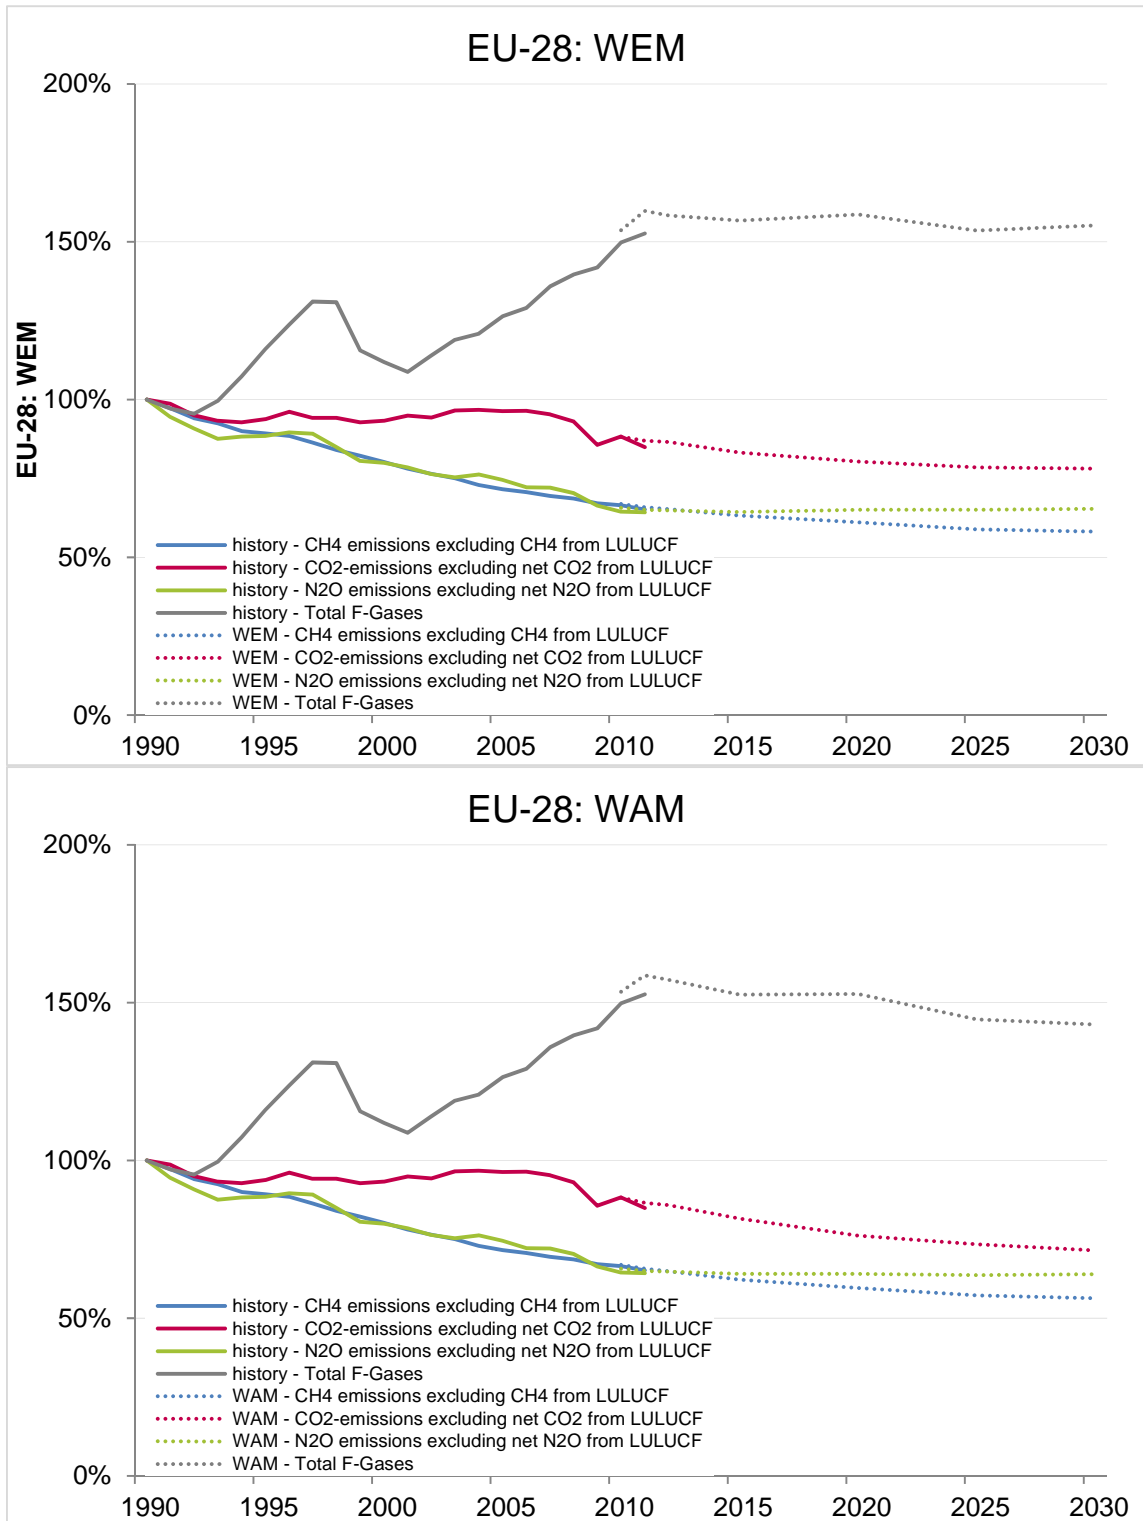 EU-28: WEM
200%
150%
100%
50%
0%
EU-28: WEM
history - CH4 emissions excluding CH4 from LULUCF
history - CO2-emissions excluding net CO2 from LULUCF
history - N2O emissions excluding net N2O from LULUCF
history - Total F-Gases
WEM - CH4 emissions excluding CH4 from LULUCF
WEM - CO2-emissions excluding net CO2 from LULUCF
WEM - N2O emissions excluding net N2O from LULUCF
WEM - Total F-Gases
1990 1995 2000 2005 2010 2015 2020 2025 2030
EU-28: WAM
200%
150%
100%
50%
0%
history - CH4 emissions excluding CH4 from LULUCF
history - CO2-emissions excluding net CO2 from LULUCF
history - N2O emissions excluding net N2O from LULUCF
history - Total F-Gases
WAM - CH4 emissions excluding CH4 from LULUCF
WAM - CO2-emissions excluding net CO2 from LULUCF
WAM - N2O emissions excluding net N2O from LULUCF
WAM - Total F-Gases
1990 1995 2000 2005 2010 2015 2020 2025 2030